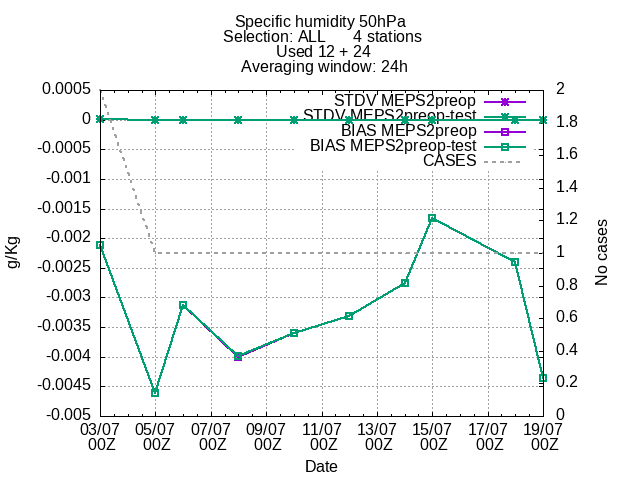 Specific humidity 50hPa
Selection: ALL 4 stations
Used 12 + 24
Averaging window: 24h
STDV MEPS2preop
STDV MEPS2preop-test
BIAS MEPS2preop
BIAS MEPS2preop-test
CASES
0.0005
0
-0.0005
-0.001
-0.0015
-0.002
-0.0025
-0.003
-0.0035
-0.004
-0.0045
-0.005
g/Kg
2
1.8
1.6
1.4
1.2
1
0.8
0.6
0.4
0.2
0
No cases
03/07 05/07 07/07 09/07 11/07 13/07 15/07 17/07 19/07
00Z 00Z 00Z 00Z 00Z 00Z 00Z 00Z 00Z
Date